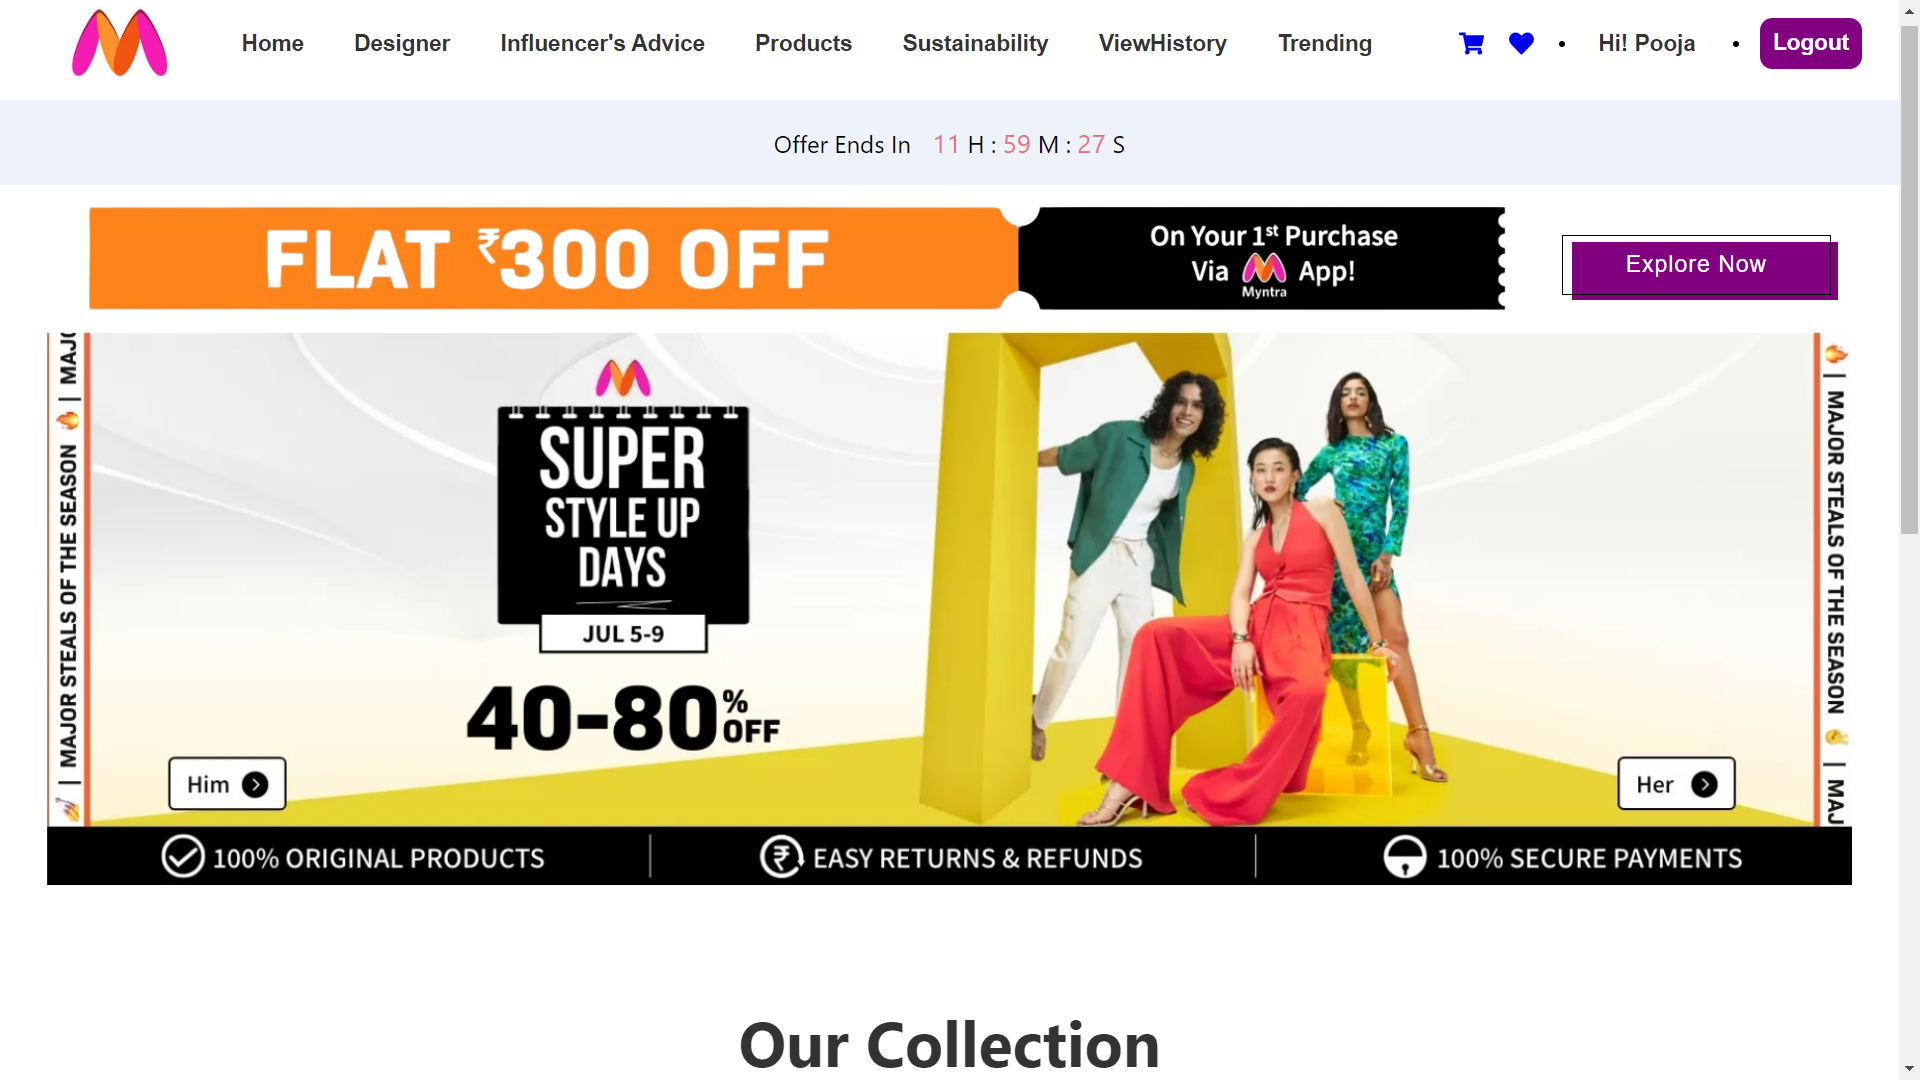 Home Designer Influencer's Advice Products Sustainability ViewHistory Trending • Hi! Pooja • Logout
Offer Ends In 11 H : 59 M : 27 S
FLAT ₹300 OFF
On Your 1st Purchase
Via App!
Myntra
Explore Now
MAJOR STEALS OF THE SEASON | MAJO
SUPER
STYLE UP
DAYS
JUL 5-9
40-80% OFF
Him
Her
| MAJOR STEALS OF THE SEASON | MAJ
100% ORIGINAL PRODUCTS | EASY RETURNS & REFUNDS | 100% SECURE PAYMENTS
Our Collection